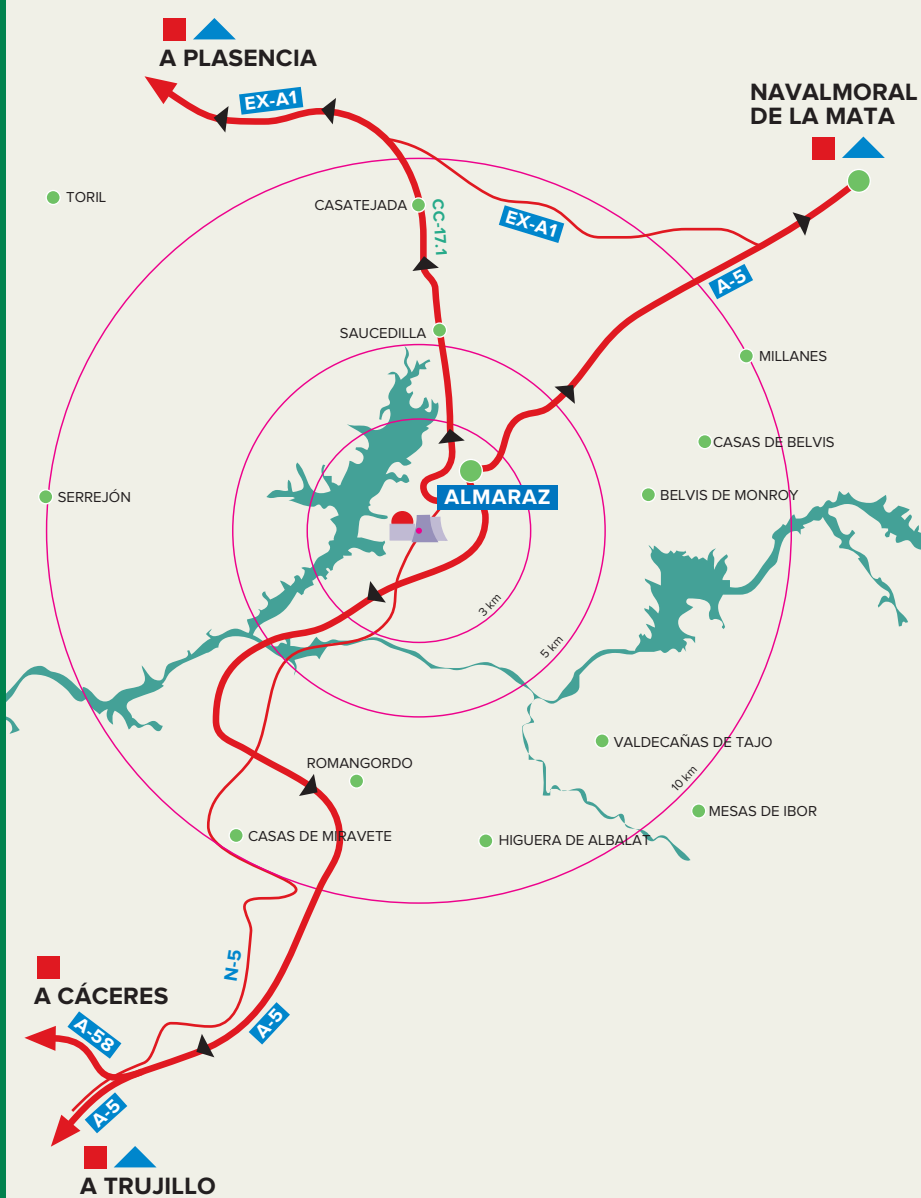 A PLASENCIA
EX-A1
NAVALMORAL
DE LA MATA
TORIL
CASATEJADA
CC-17.1
EX-A1
A-5
SAUCEDILLA
MILLANES
CASAS DE BELVIS
SERREJÓN
ALMARAZ
BELVIS DE MONROY
3 km
5 km
VALDECAÑAS DE TAJO
ROMANGORDO
10 km
MESAS DE IBOR
CASAS DE MIRAVETE
HIGUERA DE ALBALAT
N-5
A CÁCERES
A-58
A-5
A-5
A TRUJILLO